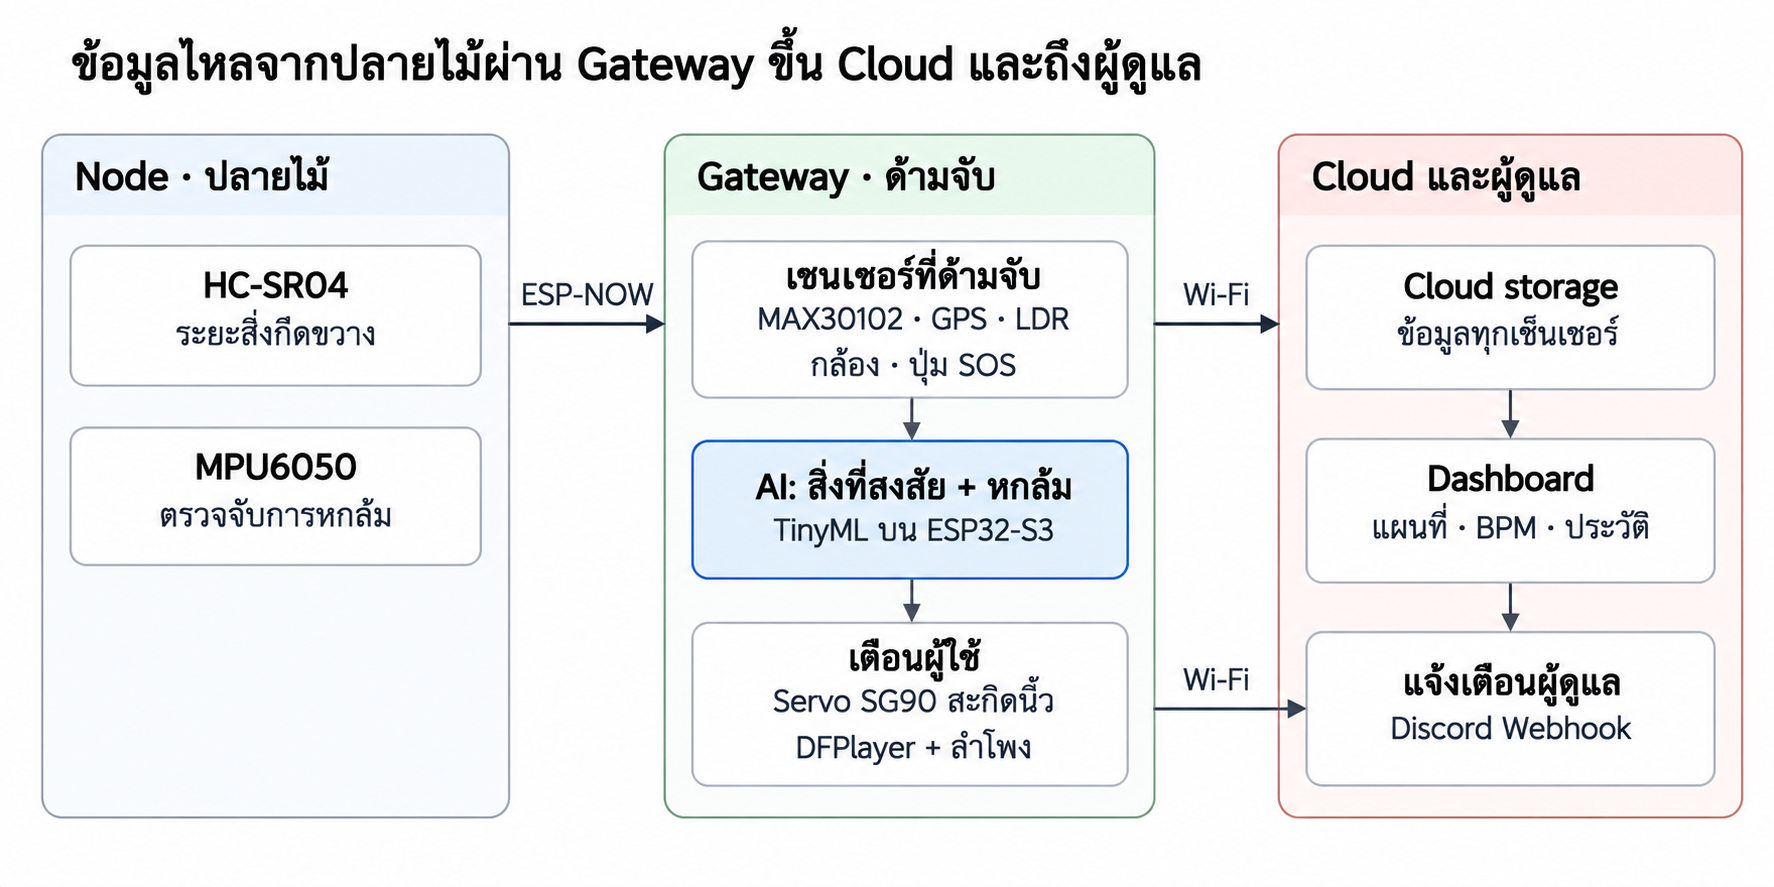 ข้อมูลไหลจากปลายไม้ผ่าน Gateway ขึ้น Cloud และถึงผู้ดูแล
Node · ปลายไม้
HC-SR04
ระยะสิ่งกีดขวาง
MPU6050
ตรวจจับการหกล้ม
ESP-NOW
Gateway · ด้ามจับ
เซนเซอร์ที่ด้ามจับ
MAX30102 · GPS · LDR
กล้อง · ปุ่ม SOS
AI: สิ่งที่สงสัย + หกล้ม
TinyML บน ESP32-S3
เตือนผู้ใช้
Servo SG90 สะกิดนิ้ว
DFPlayer + ลำโพง
Wi-Fi
Wi-Fi
Cloud และผู้ดูแล
Cloud storage
ข้อมูลทุกเซ็นเซอร์
Dashboard
แผนที่ · BPM · ประวัติ
แจ้งเตือนผู้ดูแล
Discord Webhook